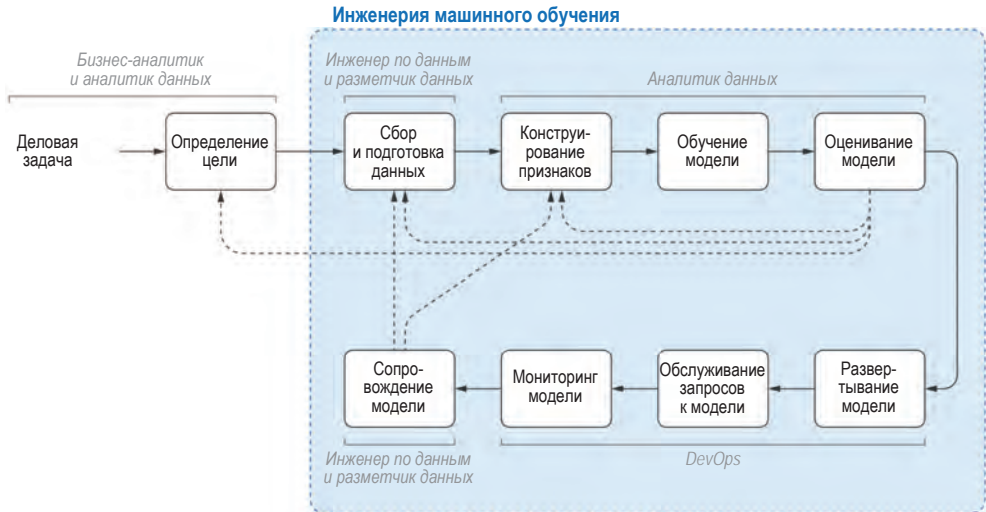 Инженерия машинного обучения
Бизнес-аналитик
и аналитик данных
Инженер по данным
и разметчик данных
Аналитик данных
Деловая
задача
Определение
цели
Сбор
и подготовка
данных
Конструи-
рование
признаков
Обучение
модели
Оценивание
модели
Сопро-
вождение
модели
Мониторинг
модели
Обслуживание
запросов
к модели
Развер-
тывание
модели
Инженер по данным
и разметчик данных
DevOps